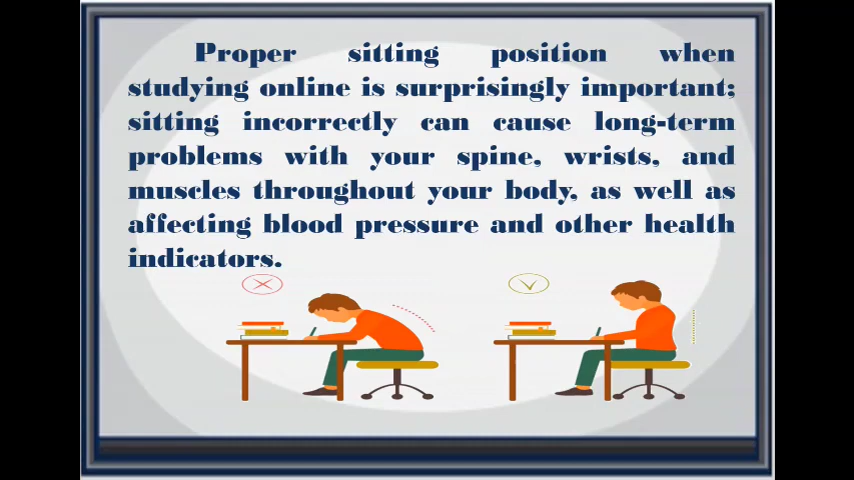 Proper sitting position when
studying online is surprisingly important;
sitting incorrectly can cause long-term
problems with your spine, wrists, and
muscles throughout your body, as well as
affecting blood pressure and other health
indicators.